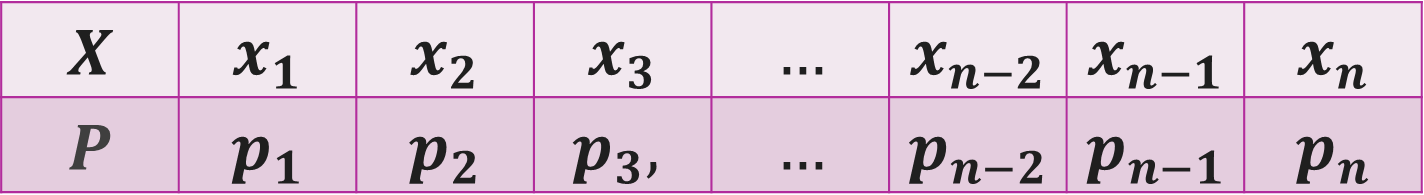 X x₁ x₂ x₃ ... xₙ₋₂ xₙ₋₁ xₙ
P p₁ p₂ p₃, ... pₙ₋₂ pₙ₋₁ pₙ